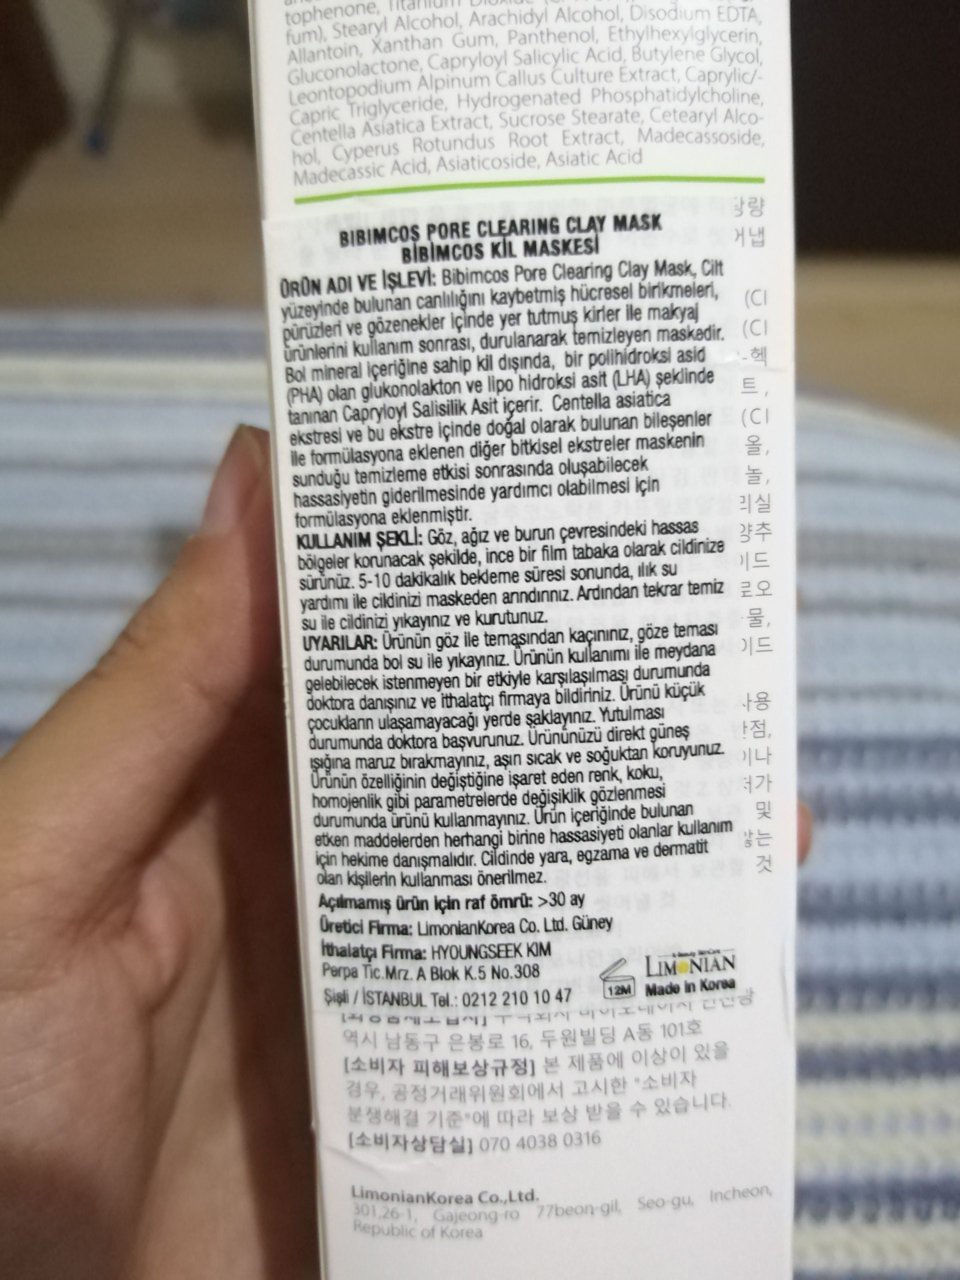 tophenone, Titanium Dioxide
fum), Stearyl Alcohol, Arachidyl Alcohol, Disodium EDTA,
Allantoin, Xanthan Gum, Panthenol, Ethylhexylglycerin,
Gluconolactone, Capryloyl Salicylic Acid, Butylene Glycol,
Leontopodium Alpinum Callus Culture Extract, Caprylic/-
Capric Triglyceride, Hydrogenated Phosphatidylcholine,
Centella Asiatica Extract, Sucrose Stearate, Cetearyl Alco-
hol, Cyperus Rotundus Root Extract, Madecassoside,
Madecassic Acid, Asiaticoside, Asiatic Acid
BIBIMCOS PORE CLEARING CLAY MASK
BİBİMCOS KİL MASKESİ
ÜRÜN ADI VE İŞLEVİ: Bibimcos Pore Clearing Clay Mask, Cilt
yüzeyinde bulunan canlılığını kaybetmiş hücresel birikmeleri,
pürüzleri ve gözenekler içinde yer tutmuş kirler ile makyaj
ürünlerini kullanım sonrası, durulanarak temizleyen maskedir.
Bol mineral içeriğine sahip kil dışında, bir polihidroksi asid
(PHA) olan glukonolakton ve lipo hidroksi asit (LHA) şeklinde
tanınan Capryloyl Salisilik Asit içerir. Centella asiatica
ekstresi ve bu ekstre içinde doğal olarak bulunan bileşenler
ile formülasyona eklenen diğer bitkisel ekstreler maskenin
sunduğu temizleme etkisi sonrasında oluşabilecek
hassasiyetin giderilmesinde yardımcı olabilmesi için
formülasyona eklenmiştir.
KULLANIM ŞEKLİ: Göz, ağız ve burun çevresindeki hassas
bölgeler korunacak şekilde, ince bir film tabaka olarak cildinize
sürünüz. 5-10 dakikalık bekleme süresi sonunda, ılık su
yardımı ile cildinizi maskeden arındırınız. Ardından tekrar temiz
su ile cildinizi yıkayınız ve kurutunuz.
UYARILAR: Ürünün göz ile temasından kaçınınız, göze teması
durumunda bol su ile yıkayınız. Ürünün kullanımı ile meydana
gelebilecek istenmeyen bir etkiyle karşılaşılması durumunda
doktora danışınız ve ithalatçı firmaya bildiriniz. Ürünü küçük
çocukların ulaşamayacağı yerde şaklayınız. Yutulması
durumunda doktora başvurunuz. Ürününüzü direkt güneş
ışığına maruz bırakmayınız, aşırı sıcak ve soğuktan koruyunuz.
Ürünün özelliğinin değiştiğine işaret eden renk, koku,
homojenlik gibi parametrelerde değişiklik gözlenmesi
durumunda ürünü kullanmayınız. Ürün içeriğinde bulunan
etken maddelerden herhangi birine hassasiyeti olanlar kullanım
için hekime danışmalıdır. Cildinde yara, egzama ve dermatit
olan kişilerin kullanması önerilmez.
Açılmamış ürün için raf ömrü: >30 ay
Üretici Firma: LimonianKorea Co. Ltd. Güney
İthalatçı Firma: HYOUNGSEEK KIM
Perpa Tic.Mrz. A Blok K.5 No.308
Şişli / İSTANBUL Tel.: 0212 210 10 47
12M
LIMONIAN
Made in Korea
역시 남동구 은봉로 16, 두원빌딩 A동 101호
[소비자 피해보상규정] 본 제품에 이상이 있을
경우, 공정거래위원회에서 고시한 "소비자
분쟁해결 기준"에 따라 보상 받을 수 있습니다.
[소비자상담실] 070 4038 0316
LimonianKorea Co.,Ltd.
301,26-1, Gajeong-ro 77beon-gil, Seo-gu, Incheon,
Republic of Korea